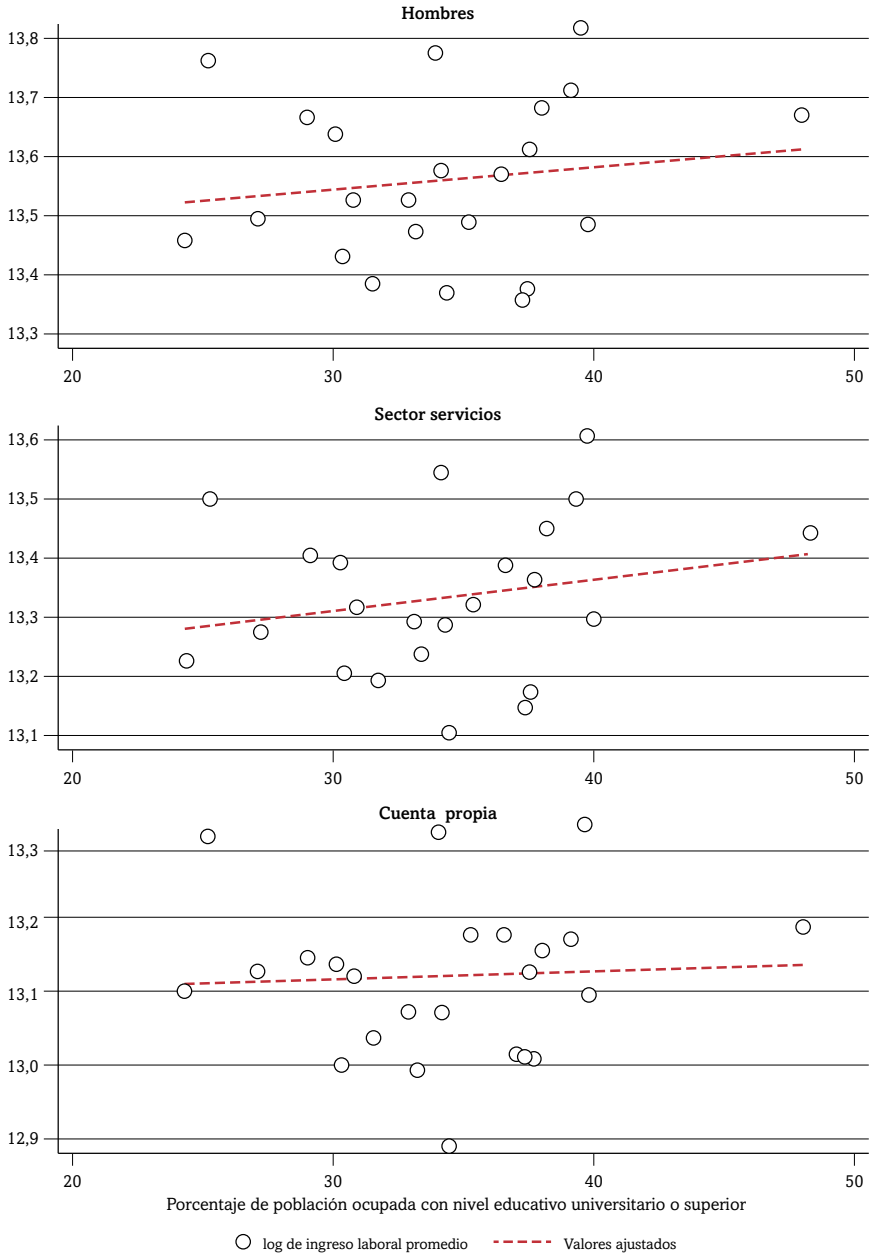 Hombres
13,8
13,7
13,6
13,5
13,4
13,3
20 30 40 50
Sector servicios
13,6
13,5
13,4
13,3
13,2
13,1
20 30 40 50
Cuenta propia
13,3
13,2
13,1
13,0
12,9
20 30 40 50
Porcentaje de población ocupada con nivel educativo universitario o superior
log de ingreso laboral promedio Valores ajustados